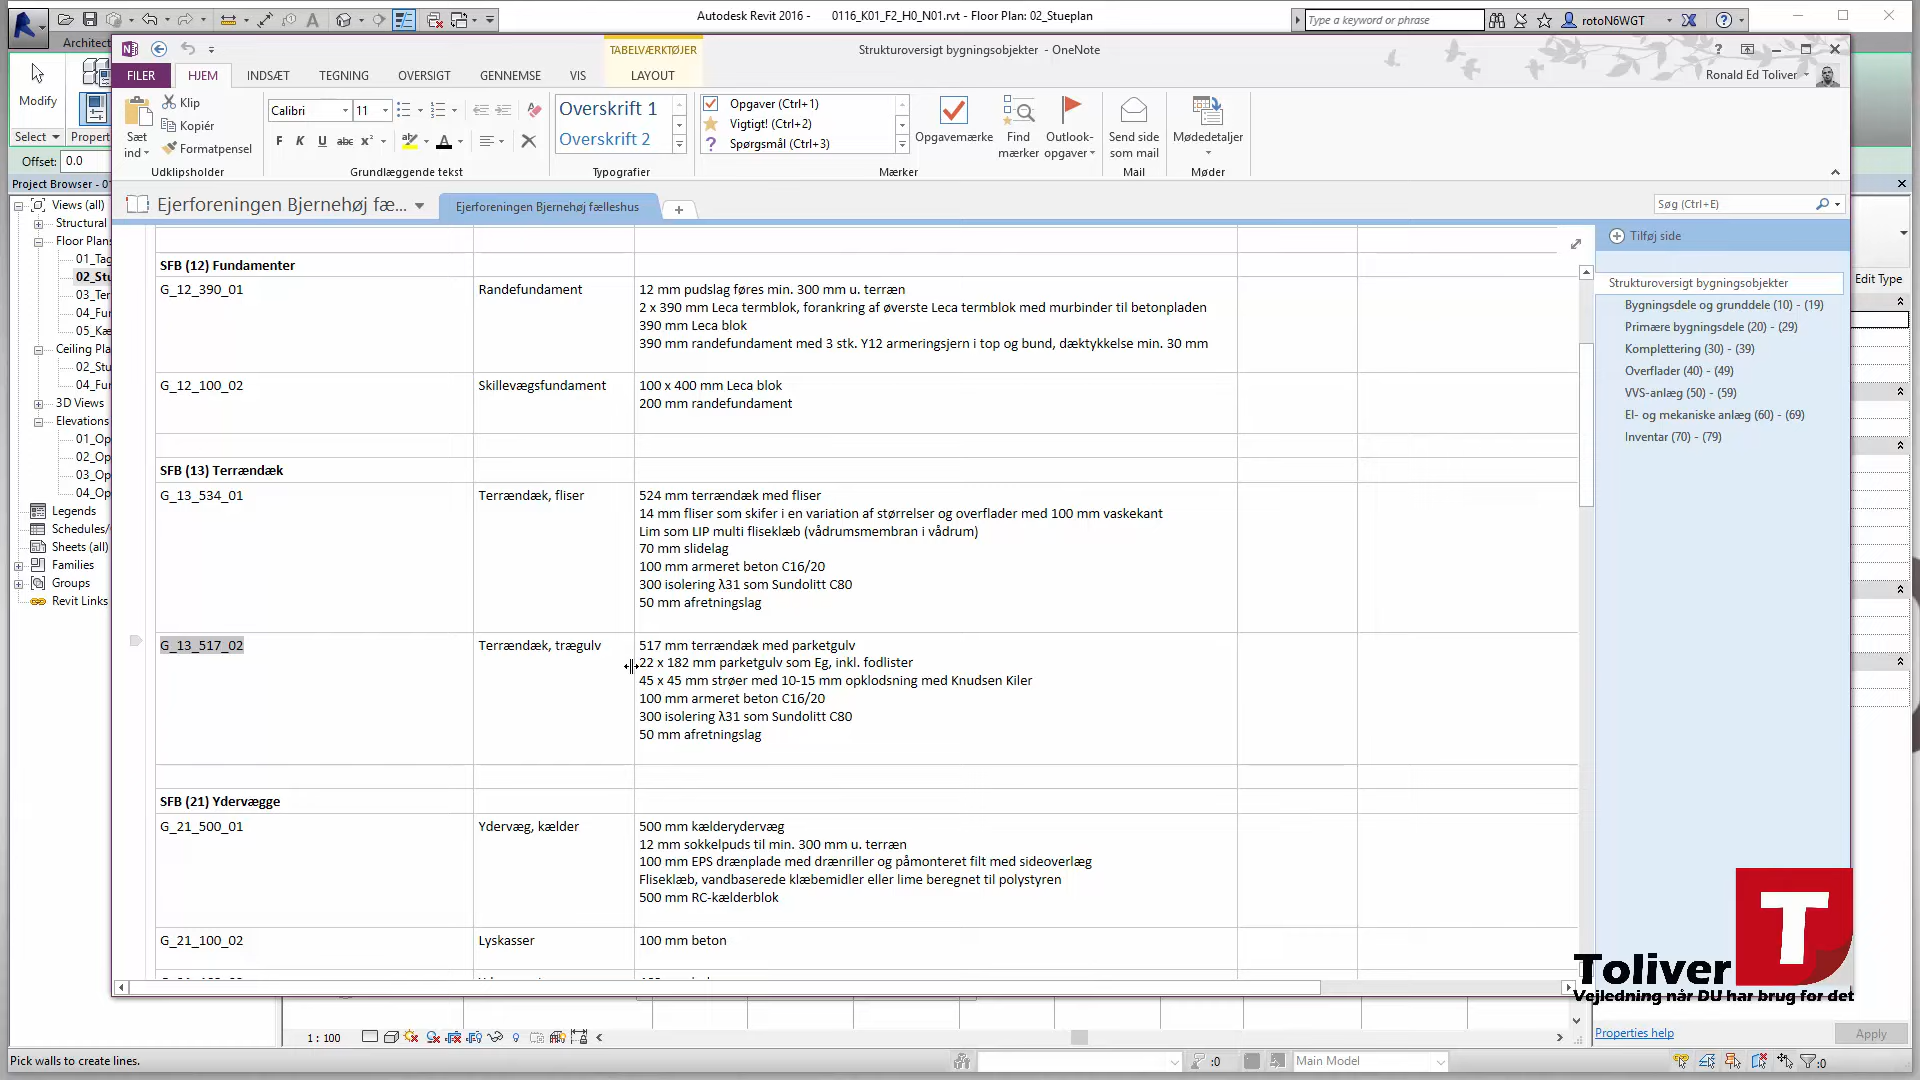 Autodesk Revit 2016 - 0116_K01_F2_H0_N01.rvt - Floor Plan: 02_Stueplan
Type a keyword or phrase
rotoN6WGT
Architect
Strukturoversigt bygningsobjekter - OneNote
TABELVÆRKTØJER
FILER HJEM INDSÆT TEGNING OVERSIGT GENNEMSE VIS LAYOUT
Ronald Ed Toliver
Modify
Select
Propert
Offset: 0.0
Sæt ind
Klip
Kopiér
Formatpensel
Udklipsholder
Calibri 11
F K U abc x² A
Grundlæggende tekst
Overskrift 1
Overskrift 2
Typografier
Opgaver (Ctrl+1)
Vigtigt! (Ctrl+2)
Spørgsmål (Ctrl+3)
Opgavemærke
Find mærker
Outlook-opgaver
Mærker
Send side som mail
Mail
Mødedetaljer
Møder
Ejerforeningen Bjernehøj fæ...
Ejerforeningen Bjernehøj fælleshus
Søg (Ctrl+E)
Project Browser - 01
Views (all)
Structural
Floor Plans
01_Tag
02_Stu
03_Ter
04_Fur
05_Kæ
Ceiling Pla
02_Stu
04_Fur
3D Views
Elevations
01_Op
02_Op
03_Op
04_Op
Legends
Schedules/
Sheets (all)
Families
Groups
Revit Links
SFB (12) Fundamenter
G_12_390_01 Randefundament 12 mm pudslag føres min. 300 mm u. terræn
2 x 390 mm Leca termblok, forankring af øverste Leca termblok med murbinder til betonpladen
390 mm Leca blok
390 mm randefundament med 3 stk. Y12 armeringsjern i top og bund, dæktykkelse min. 30 mm
G_12_100_02 Skillevægsfundament 100 x 400 mm Leca blok
200 mm randefundament
SFB (13) Terrændæk
G_13_534_01 Terrændæk, fliser 524 mm terrændæk med fliser
14 mm fliser som skifer i en variation af størrelser og overflader med 100 mm vaskekant
Lim som LIP multi fliseklæb (vådrumsmembran i vådrum)
70 mm slidelag
100 mm armeret beton C16/20
300 isolering λ31 som Sundolitt C80
50 mm afretningslag
G_13_517_02 Terrændæk, trægulv 517 mm terrændæk med parketgulv
22 x 182 mm parketgulv som Eg, inkl. fodlister
45 x 45 mm strøer med 10-15 mm opklodsning med Knudsen Kiler
100 mm armeret beton C16/20
300 isolering λ31 som Sundolitt C80
50 mm afretningslag
SFB (21) Ydervægge
G_21_500_01 Ydervæg, kælder 500 mm kælderydervæg
12 mm sokkelpuds til min. 300 mm u. terræn
100 mm EPS drænplade med drænriller og påmonteret filt med sideoverlæg
Fliseklæb, vandbaserede klæbemidler eller lime beregnet til polystyren
500 mm RC-kælderblok
G_21_100_02 Lyskasser 100 mm beton
Tilføj side
Strukturoversigt bygningsobjekter
Bygningsdele og grunddele (10) - (19)
Primære bygningsdele (20) - (29)
Komplettering (30) - (39)
Overflader (40) - (49)
VVS-anlæg (50) - (59)
El- og mekaniske anlæg (60) - (69)
Inventar (70) - (79)
Edit Type
T
Toliver
Vejledning når DU har brug for det
1 : 100
Properties help
Apply
Pick walls to create lines.
:0
Main Model
:0